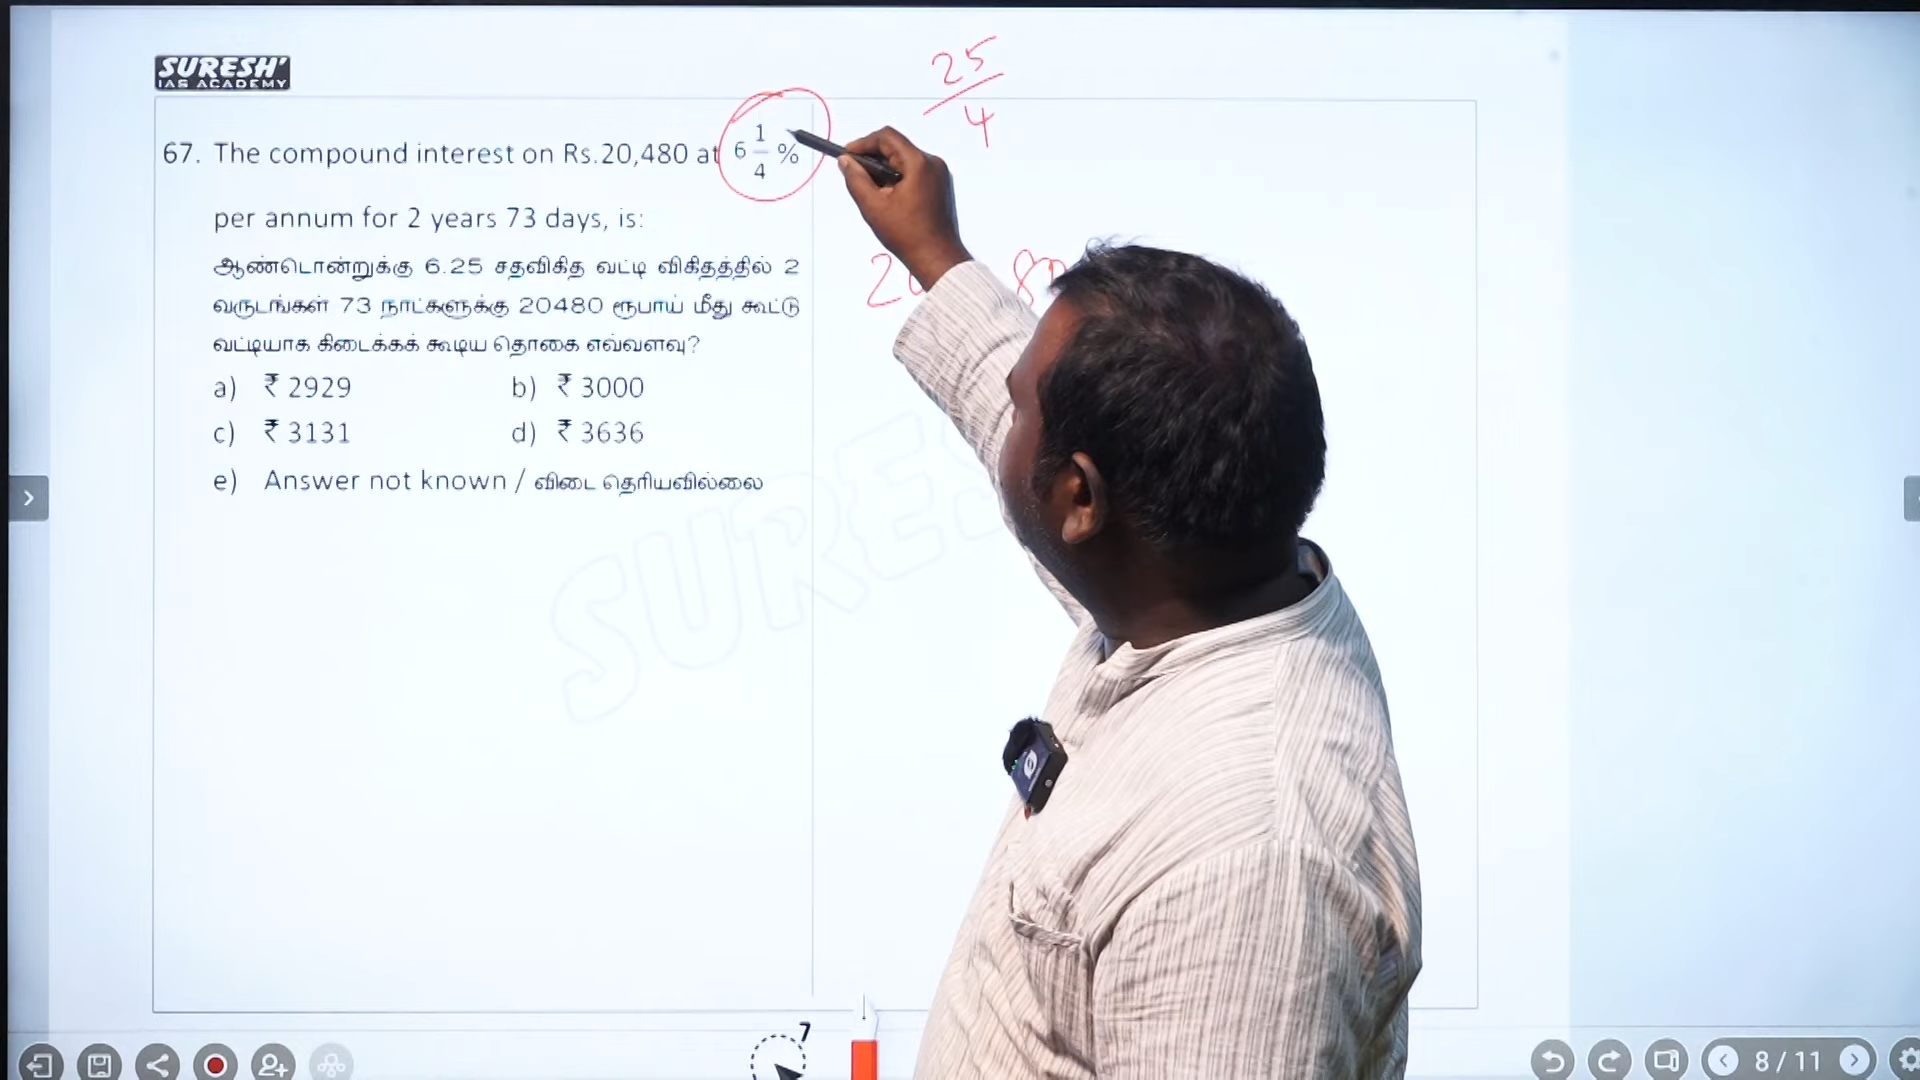 SURESH'
IAS ACADEMY
25
4
67. The compound interest on Rs.20,480 at 6 1/4 %
per annum for 2 years 73 days, is:
ஆண்டொன்றுக்கு 6.25 சதவிகித வட்டி விகிதத்தில் 2
வருடங்கள் 73 நாட்களுக்கு 20480 ரூபாய் மீது கூட்டு
வட்டியாக கிடைக்கக் கூடிய தொகை எவ்வளவு?
a) ₹ 2929 b) ₹ 3000
c) ₹ 3131 d) ₹ 3636
e) Answer not known / விடை தெரியவில்லை
SURES
7
8/11